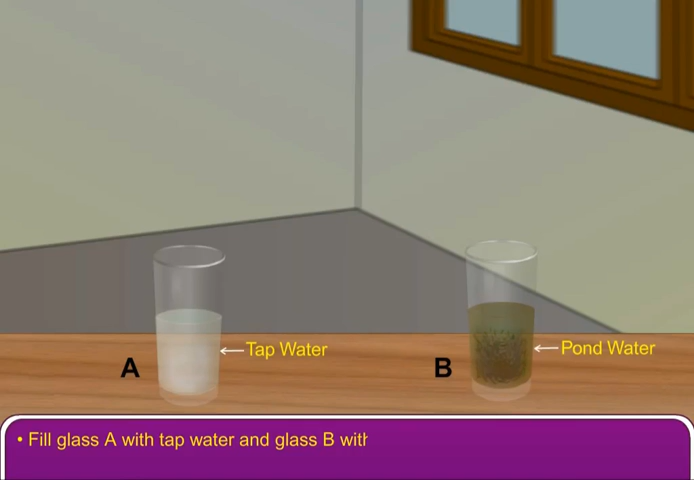 Tap Water
A
Pond Water
B
• Fill glass A with tap water and glass B with